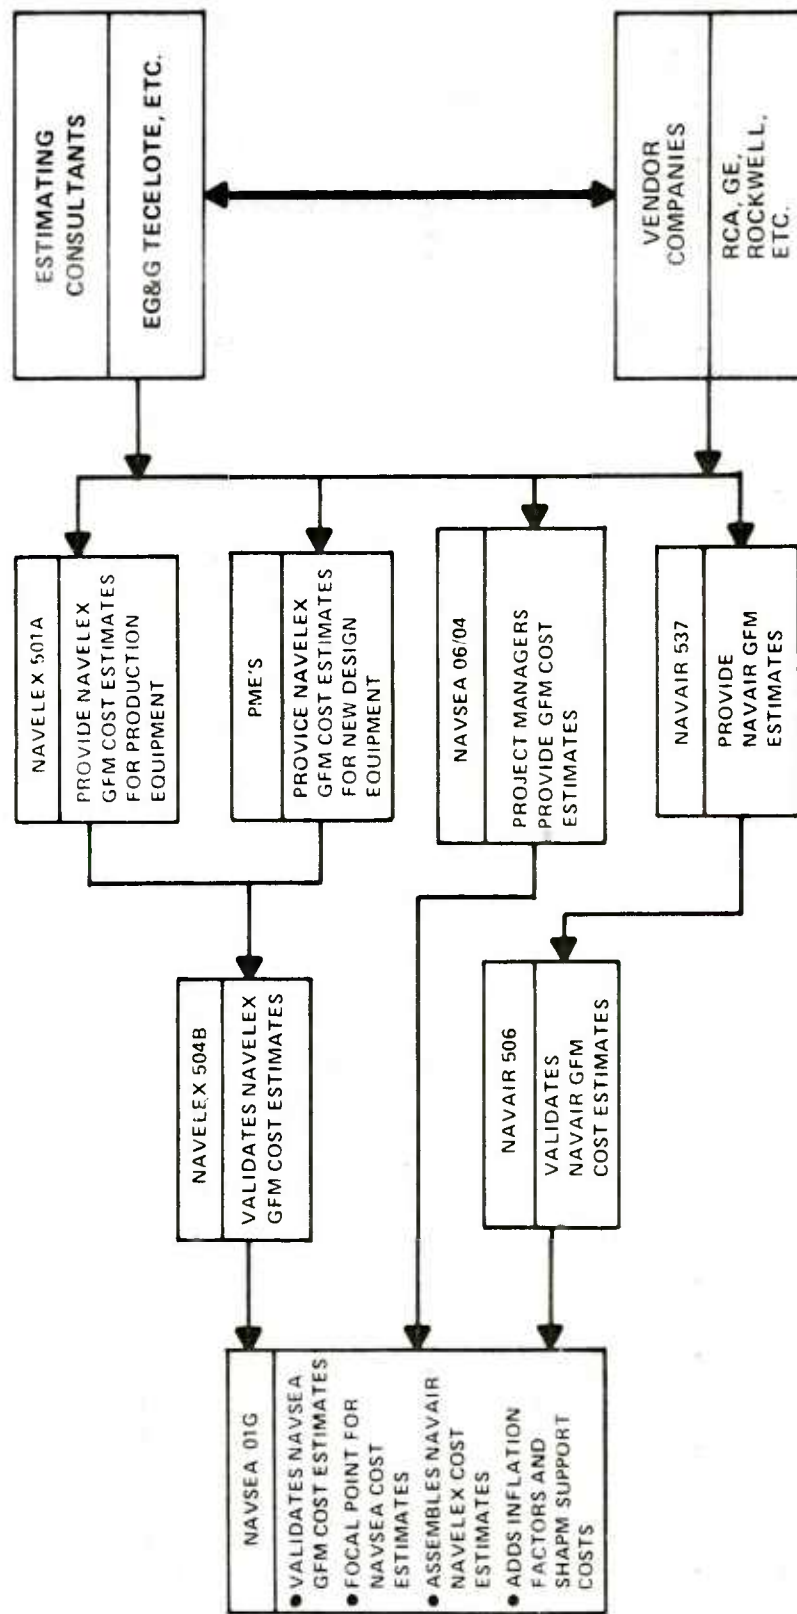 ESTIMATING
CONSULTANTS
EG&G TECELOTE, ETC.
VENDOR
COMPANIES
RCA, GE,
ROCKWELL,
ETC.
NAVELEX 501A
PROVIDE NAVELEX
GFM COST ESTIMATES
FOR PRODUCTION
EQUIPMENT
PME'S
PROVICE NAVELEX
GFM COST ESTIMATES
FOR NEW DESIGN
EQUIPMENT
NAVSEA 06/04
PROJECT MANAGERS
PROVIDE GFM COST
ESTIMATES
NAVAIR 537
PROVIDE
NAVAIR GFM
ESTIMATES
NAVELEX 504B
VALIDATES NAVELEX
GFM COST ESTIMATES
NAVAIR 506
VALIDATES
NAVAIR GFM
COST ESTIMATES
NAVSEA 01G
• VALIDATES NAVSEA
GFM COST ESTIMATES
• FOCAL POINT FOR
NAVSEA COST
ESTIMATES
• ASSEMBLES NAVAIR
NAVELEX COST
ESTIMATES
• ADDS INFLATION
FACTORS AND
SHAPM SUPPORT
COSTS